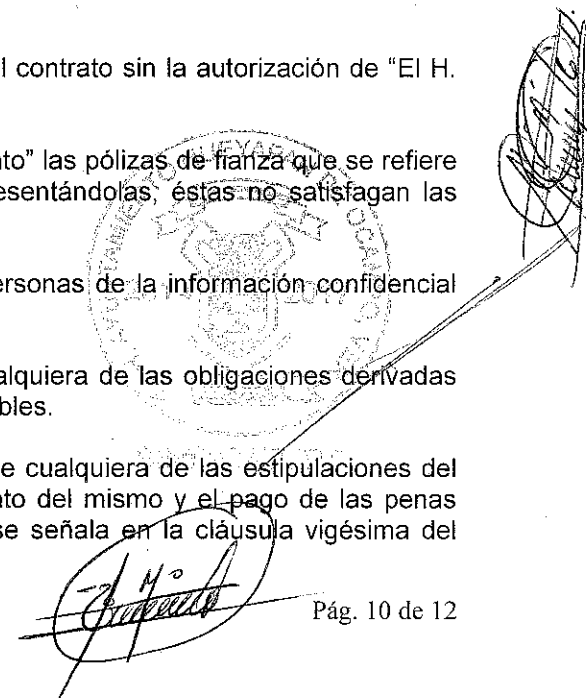 l contrato sin la autorización de “El H.
nto” las pólizas de fianza que se refiere
esentándolas, éstas no satisfagan las
ersonas de la información confidencial
alquiera de las obligaciones derivadas
bles.
e cualquiera de las estipulaciones del
ato del mismo y el pago de las penas
se señala en la cláusula vigésima del
Pág. 10 de 12